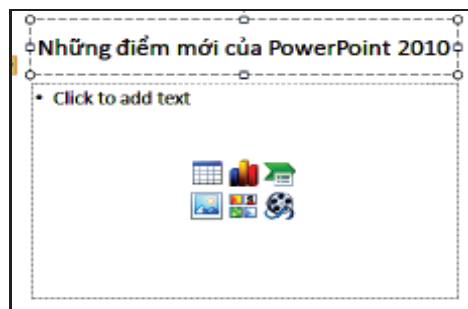 Những điểm mới của PowerPoint 2010
• Click to add text